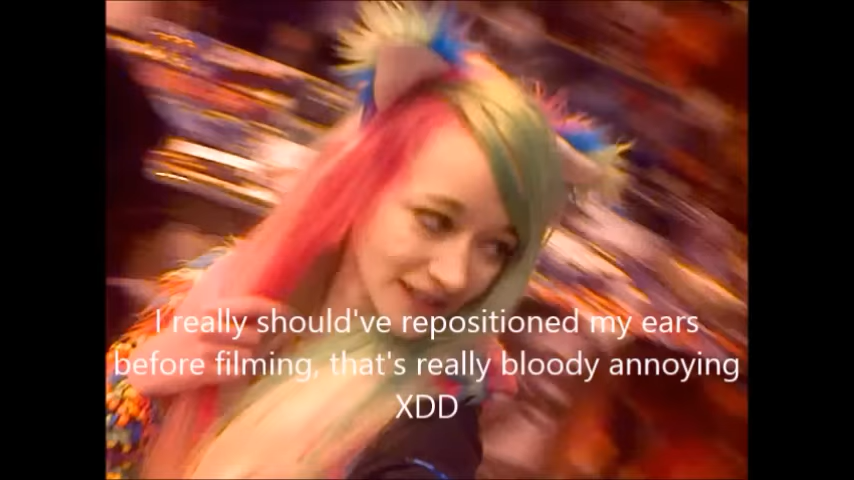 I really should've repositioned my ears
before filming, that's really bloody annoying
XDD